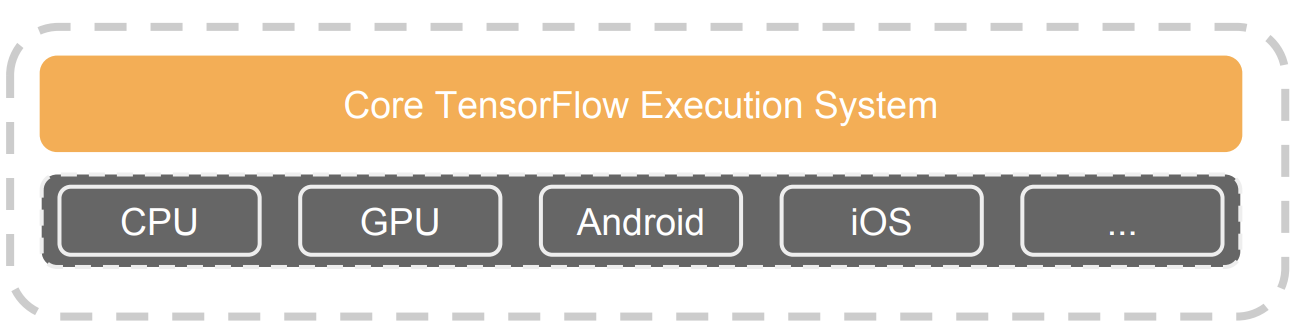 Core TensorFlow Execution System
CPU GPU Android iOS ...